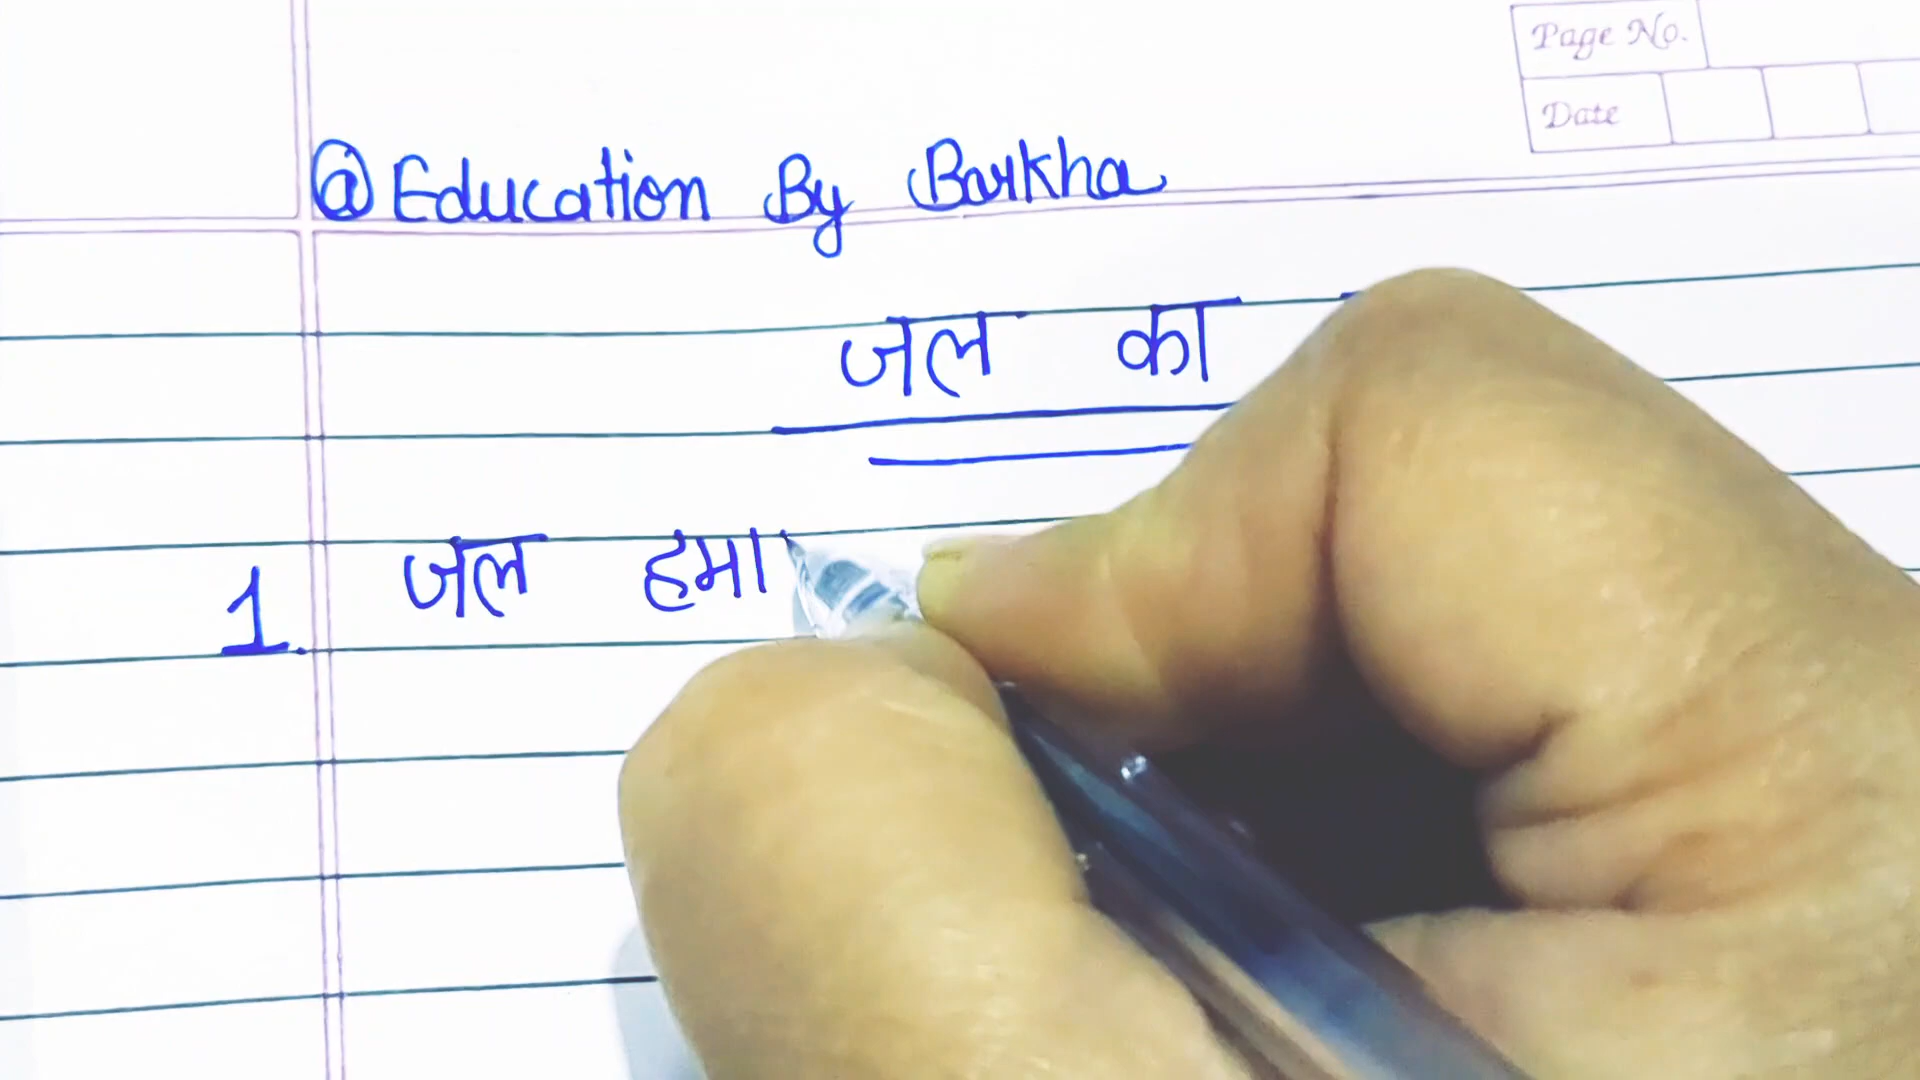 Page No.
Date
@Education By Barkha
जल का
1. जल हमा